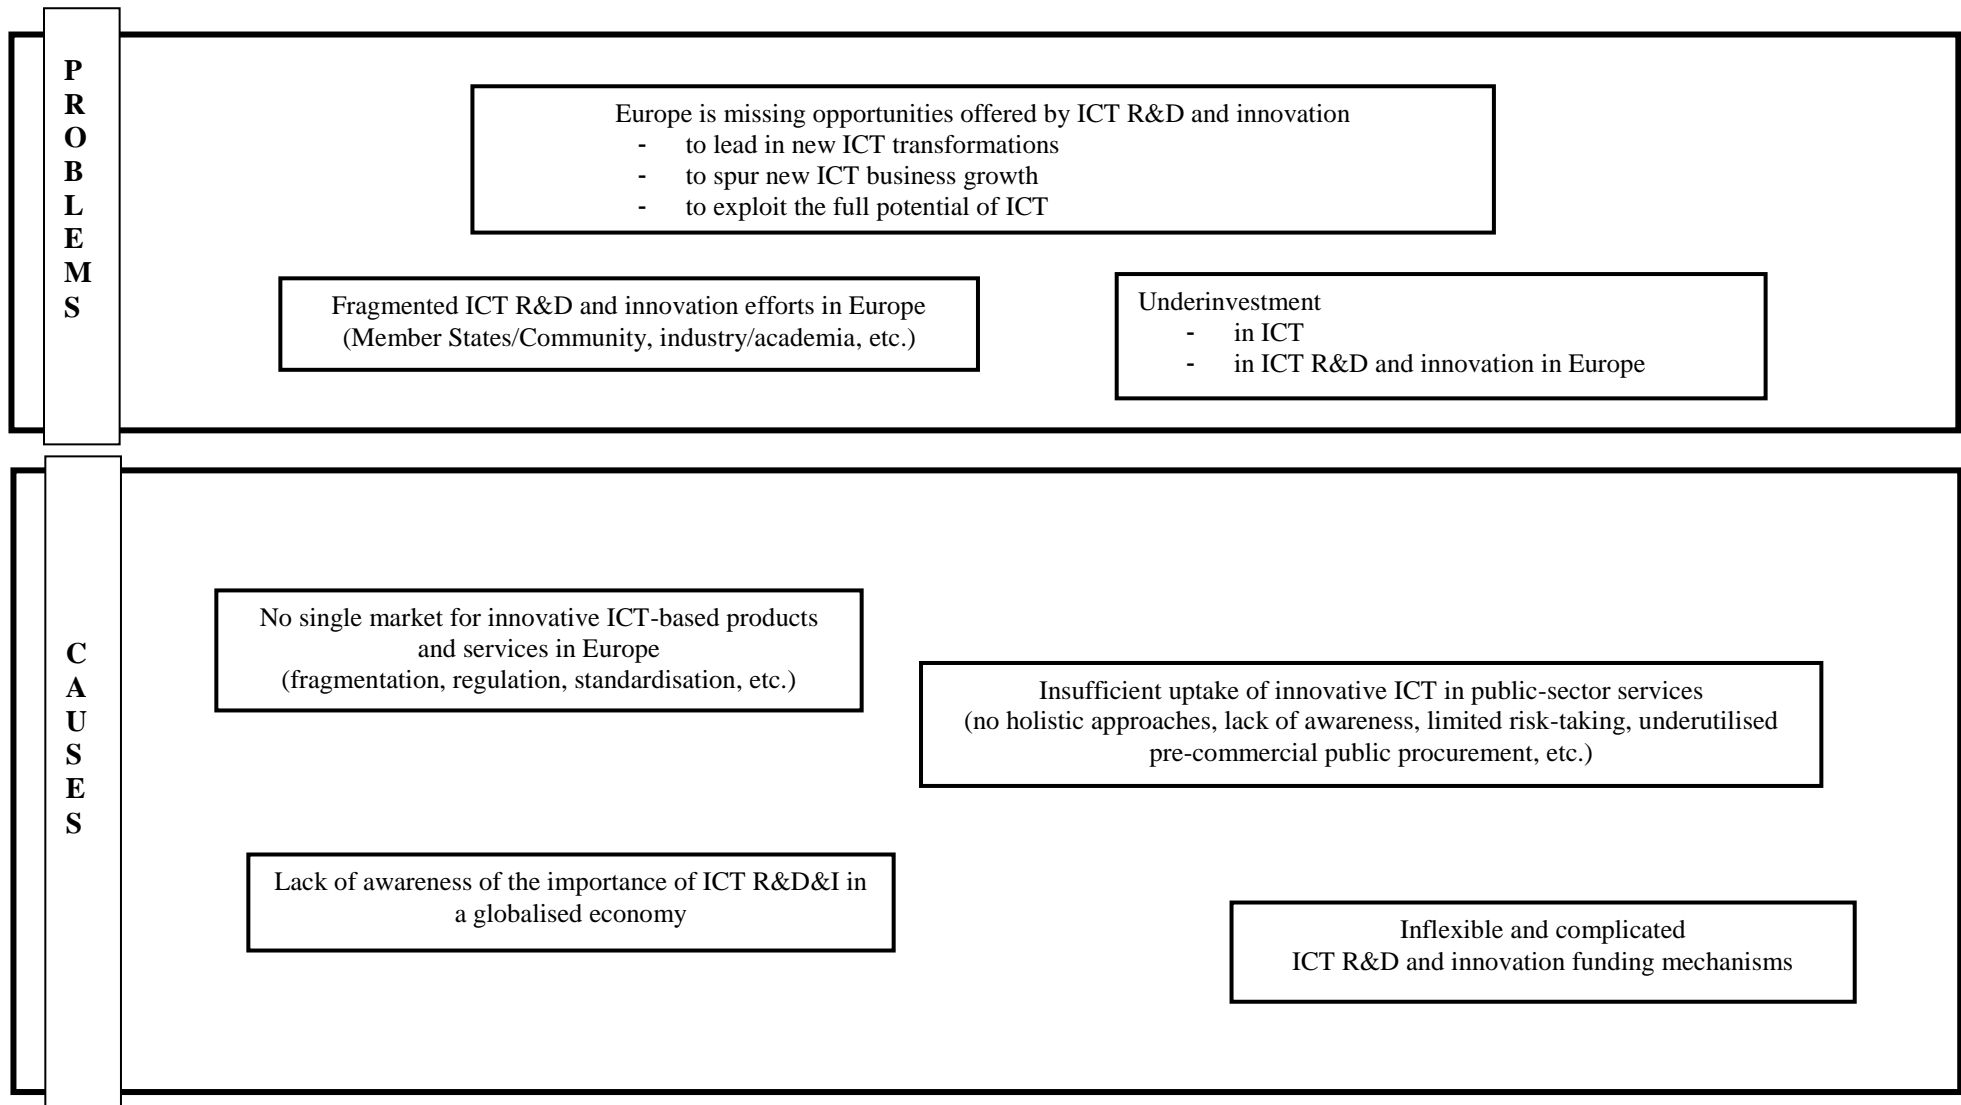 PROBLEMS
Europe is missing opportunities offered by ICT R&D and innovation
- to lead in new ICT transformations
- to spur new ICT business growth
- to exploit the full potential of ICT
Fragmented ICT R&D and innovation efforts in Europe
(Member States/Community, industry/academia, etc.)
Underinvestment
- in ICT
- in ICT R&D and innovation in Europe
CAUSES
No single market for innovative ICT-based products
and services in Europe
(fragmentation, regulation, standardisation, etc.)
Insufficient uptake of innovative ICT in public-sector services
(no holistic approaches, lack of awareness, limited risk-taking, underutilised
pre-commercial public procurement, etc.)
Lack of awareness of the importance of ICT R&D&I in
a globalised economy
Inflexible and complicated
ICT R&D and innovation funding mechanisms